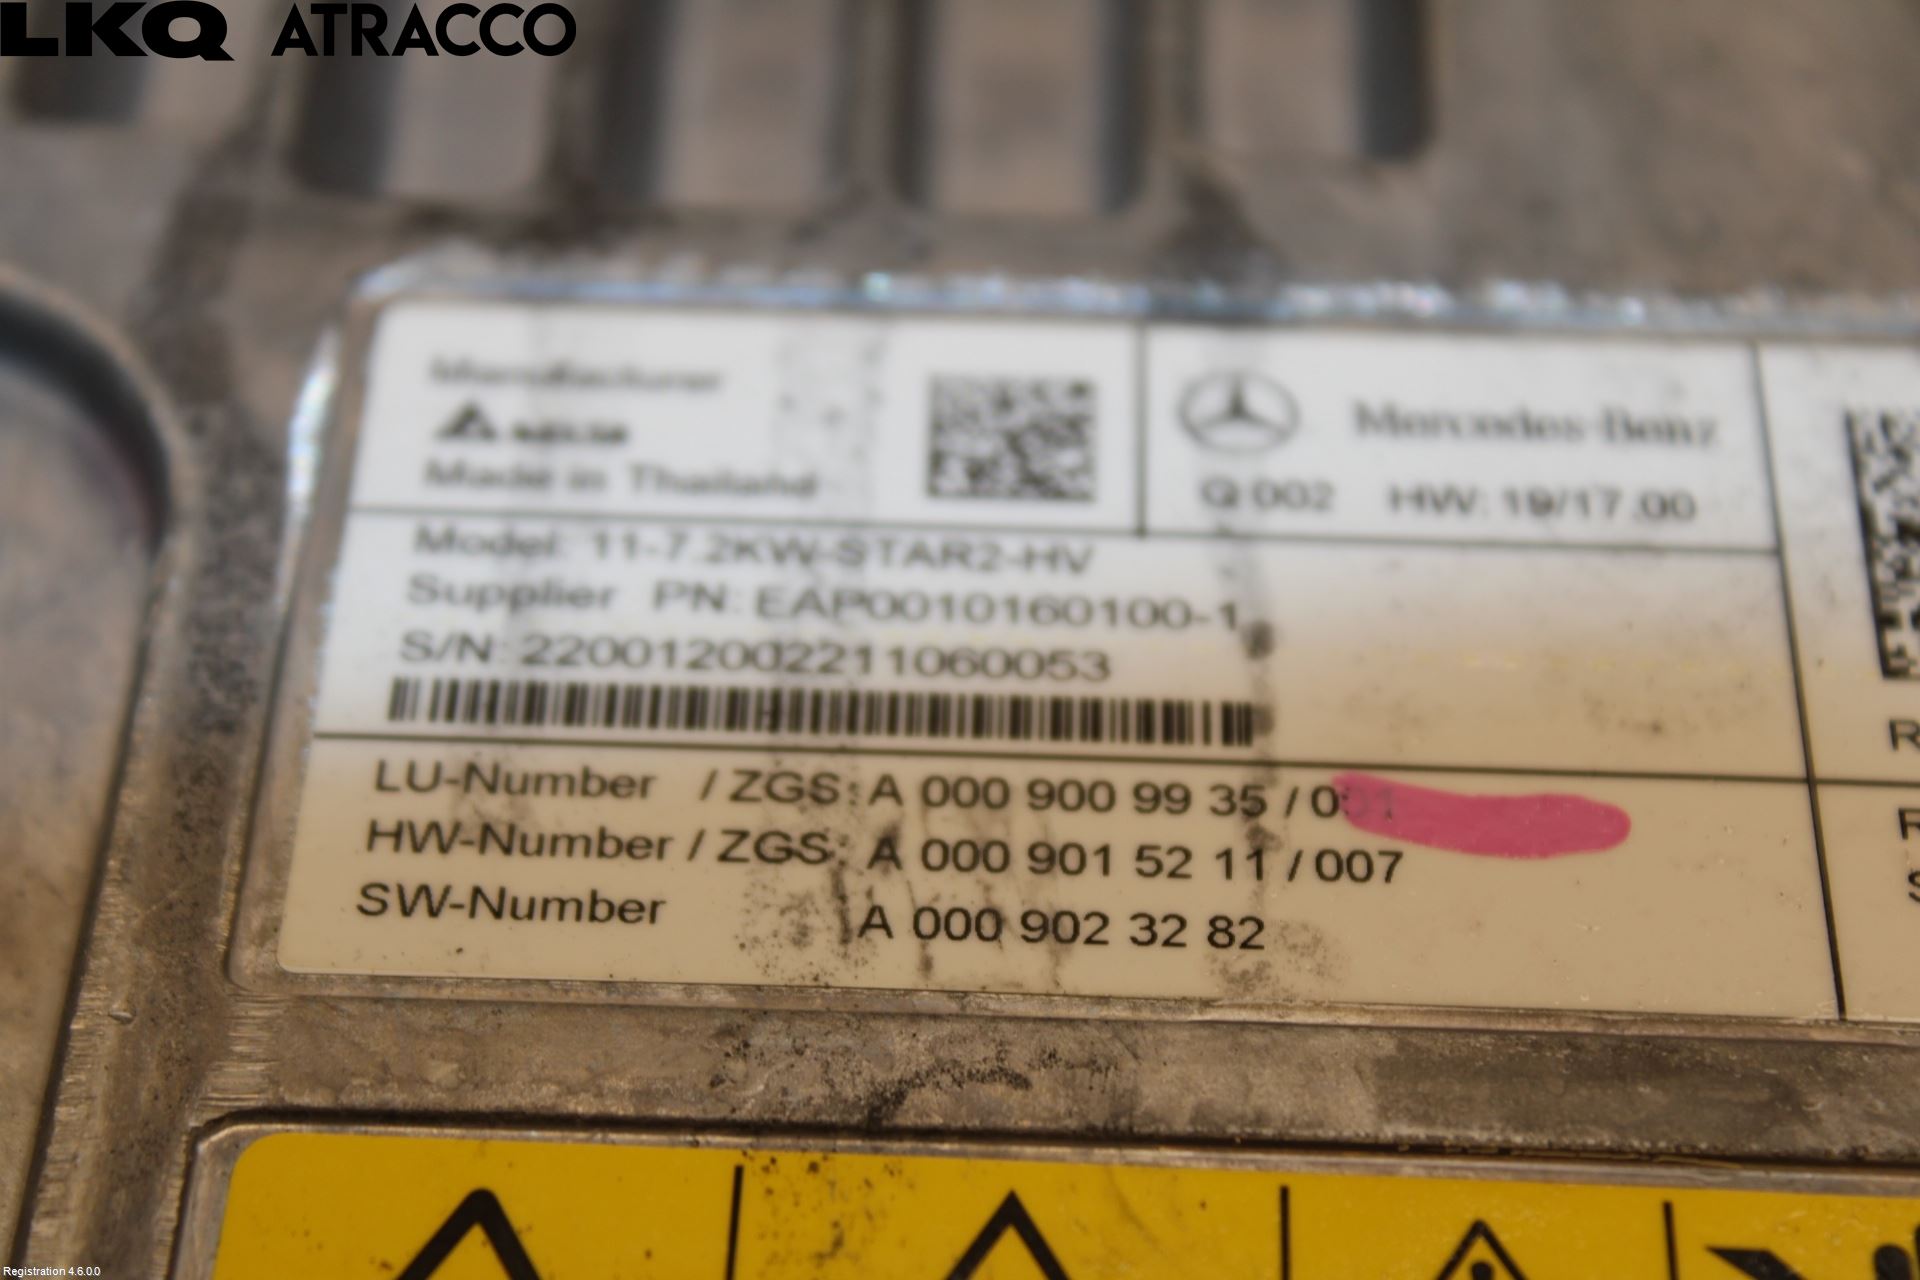 LKQ ATRACCO
Manufacturer
DELTA
Made in Thailand
Mercedes-Benz
Q 002 HW: 19/17.00
Model: 11-7.2KW-STAR2-HV
Supplier PN: EAP0010160100-1
S/N: 220012002211060053
LU-Number / ZGS: A 000 900 99 35 / 001
HW-Number / ZGS: A 000 901 52 11 / 007
SW-Number A 000 902 32 82
Registration 4.6.0.0